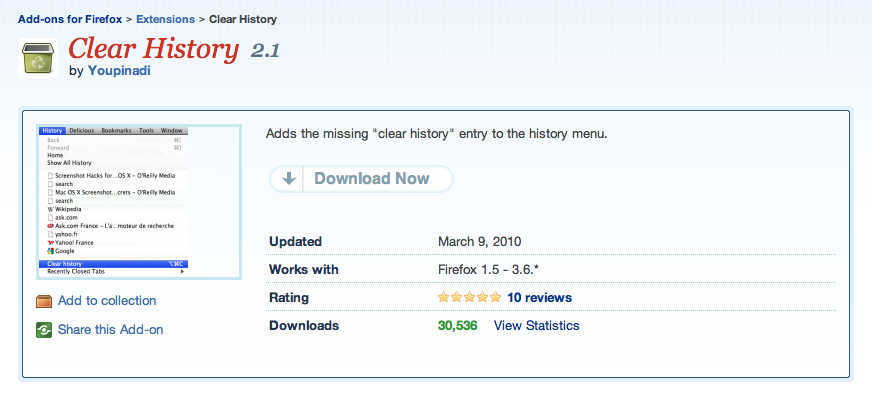 Add-ons for Firefox > Extensions > Clear History
Clear History 2.1
by Youpinadi
Adds the missing "clear history" entry to the history menu.
Download Now
History Delicious Bookmarks Tools Window
Back ⌘[
Forward ⌘]
Home
Show All History
Screenshot Hacks for...OS X – O'Reilly Media
search
Mac OS X Screenshot...crets – O'Reilly Media
search
Wikipedia
ask.com
Ask.com France – L'a...moteur de recherche
yahoo.fr
Yahoo! France
Google
Clear history ⌥⌘C
Recently Closed Tabs
Add to collection
Share this Add-on
Updated March 9, 2010
Works with Firefox 1.5 - 3.6.*
Rating 10 reviews
Downloads 30,536 View Statistics